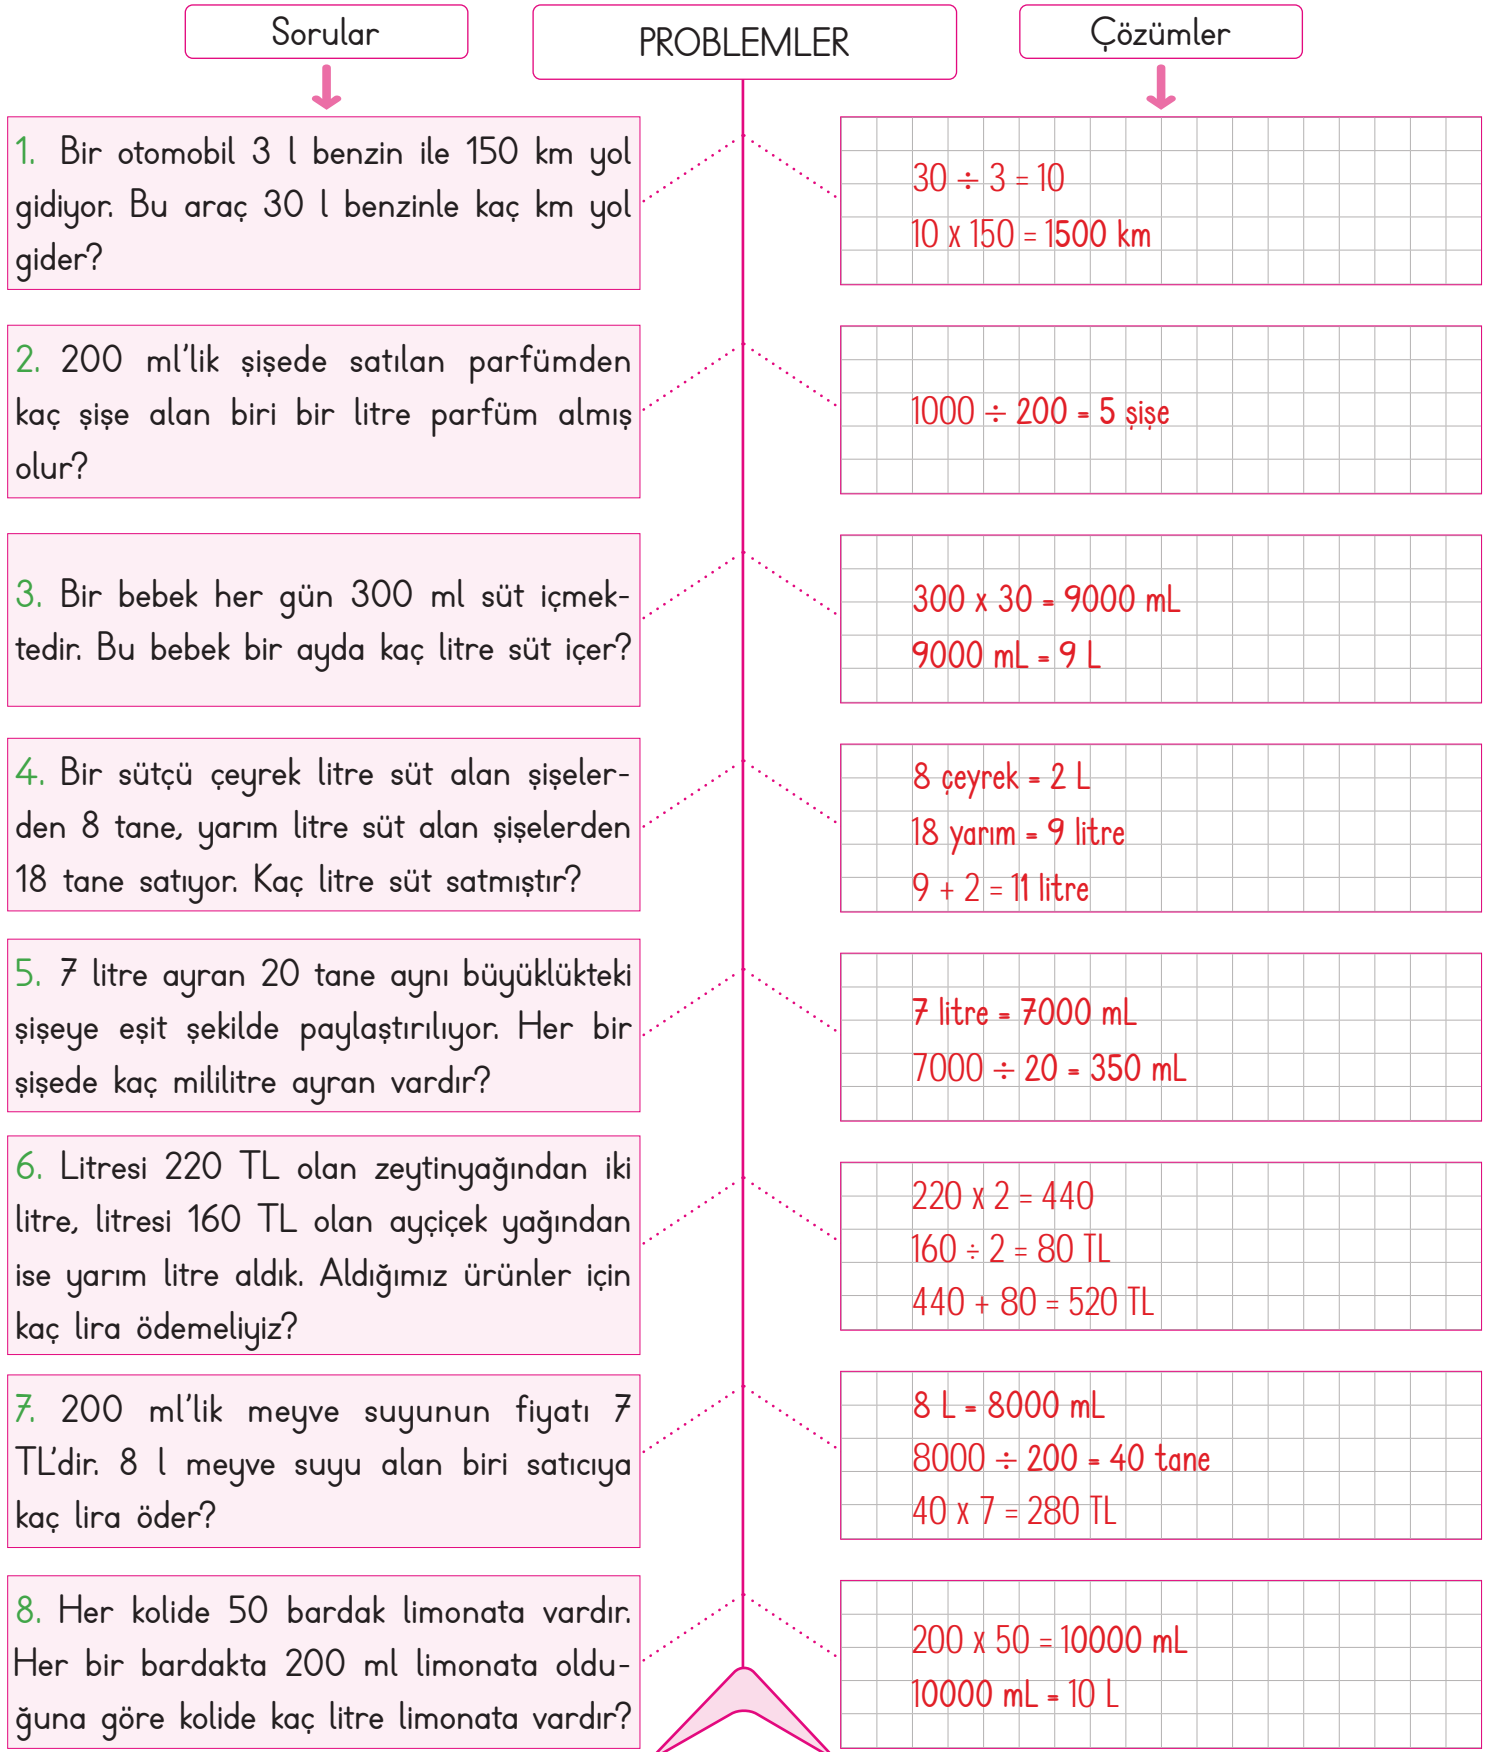 Sorular
PROBLEMLER
Çözümler
1. Bir otomobil 3 l benzin ile 150 km yol
gidiyor. Bu araç 30 l benzinle kaç km yol
gider?
30 ÷ 3 = 10
10 x 150 = 1500 km
2. 200 ml'lik şişede satılan parfümden
kaç şişe alan biri bir litre parfüm almış
olur?
1000 ÷ 200 = 5 şişe
3. Bir bebek her gün 300 ml süt içmek-
tedir. Bu bebek bir ayda kaç litre süt içer?
300 x 30 = 9000 mL
9000 mL = 9 L
4. Bir sütçü çeyrek litre süt alan şişeler-
den 8 tane, yarım litre süt alan şişelerden
18 tane satıyor. Kaç litre süt satmıştır?
8 çeyrek = 2 L
18 yarım = 9 litre
9 + 2 = 11 litre
5. 7 litre ayran 20 tane aynı büyüklükteki
şişeye eşit şekilde paylaştırılıyor. Her bir
şişede kaç mililitre ayran vardır?
7 litre = 7000 mL
7000 ÷ 20 = 350 mL
6. Litresi 220 TL olan zeytinyağından iki
litre, litresi 160 TL olan ayçiçek yağından
ise yarım litre aldık. Aldığımız ürünler için
kaç lira ödemeliyiz?
220 x 2 = 440
160 ÷ 2 = 80 TL
440 + 80 = 520 TL
7. 200 ml'lik meyve suyunun fiyatı 7
TL'dir. 8 l meyve suyu alan biri satıcıya
kaç lira öder?
8 L = 8000 mL
8000 ÷ 200 = 40 tane
40 x 7 = 280 TL
8. Her kolide 50 bardak limonata vardır.
Her bir bardakta 200 ml limonata oldu-
ğuna göre kolide kaç litre limonata vardır?
200 x 50 = 10000 mL
10000 mL = 10 L